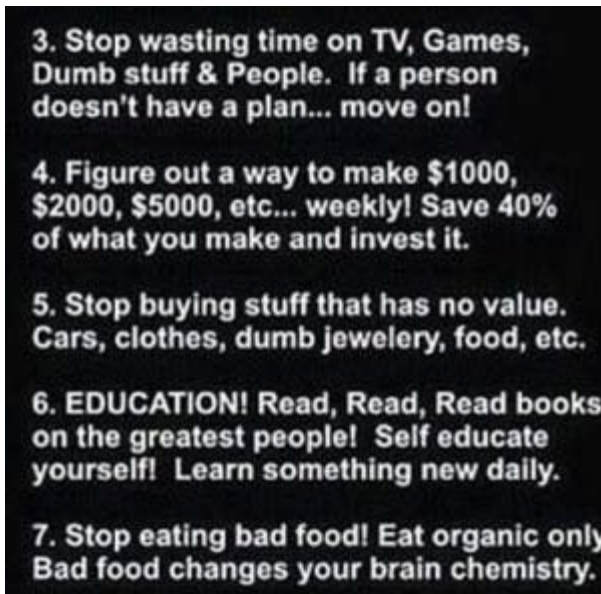 3. Stop wasting time on TV, Games,
Dumb stuff & People.  If a person
doesn't have a plan... move on!
4. Figure out a way to make $1000,
$2000, $5000, etc... weekly! Save 40%
of what you make and invest it.
5. Stop buying stuff that has no value.
Cars, clothes, dumb jewelery, food, etc.
6. EDUCATION! Read, Read, Read books
on the greatest people!  Self educate
yourself!  Learn something new daily.
7. Stop eating bad food! Eat organic only
Bad food changes your brain chemistry.